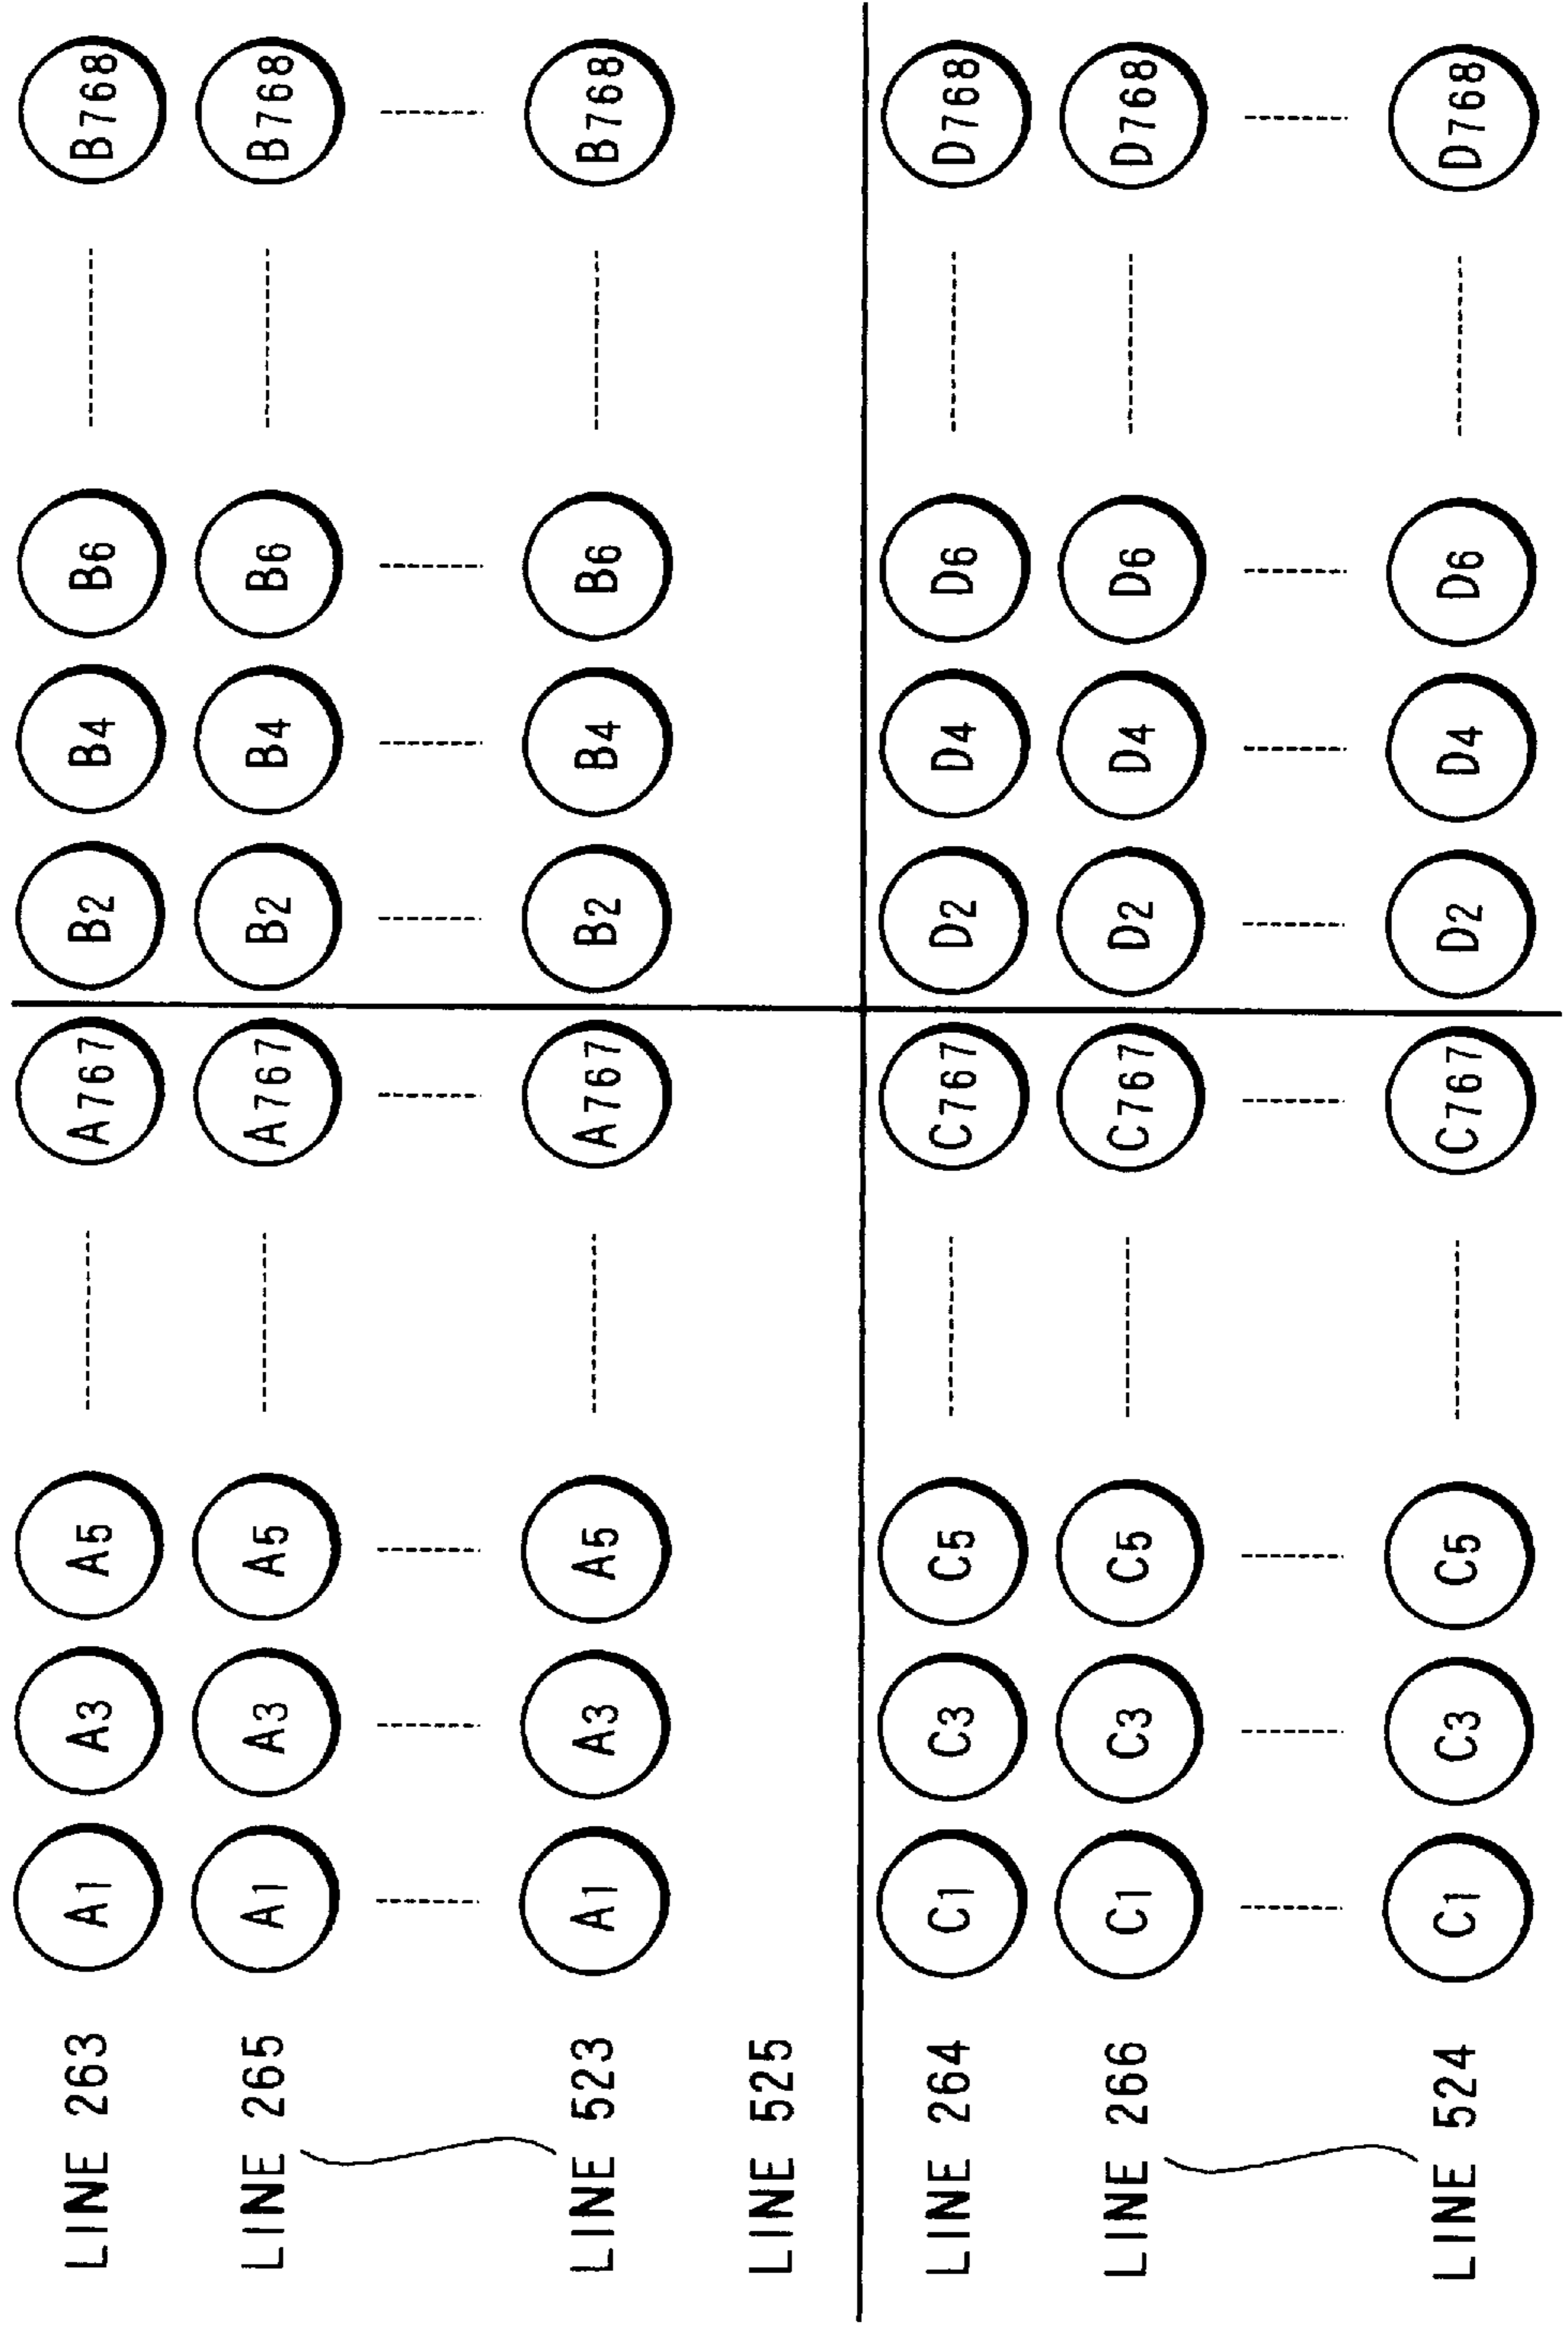 LINE 263 A1 A3 A5 A767 B2 B4 B6 B768
LINE 265 A1 A3 A5 A767 B2 B4 B6 B768
LINE 523 A1 A3 A5 A767 B2 B4 B6 B768
LINE 525
LINE 264 C1 C3 C5 C767 D2 D4 D6 D768
LINE 266 C1 C3 C5 C767 D2 D4 D6 D768
LINE 524 C1 C3 C5 C767 D2 D4 D6 D768